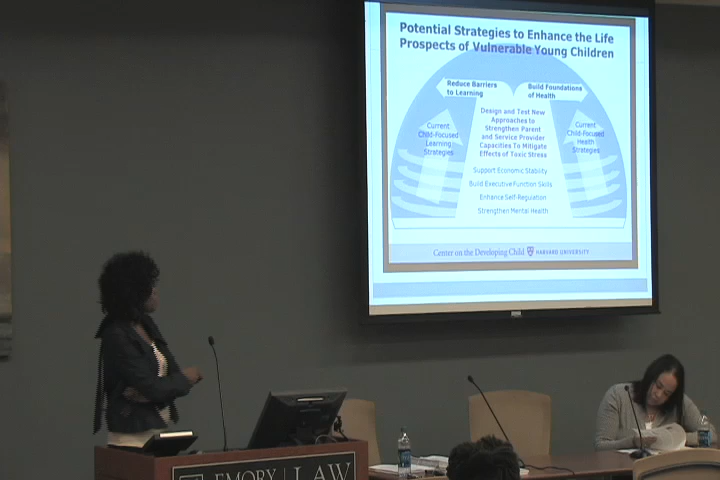 Potential Strategies to Enhance the Life
Prospects of Vulnerable Young Children
Reduce Barriers
to Learning
Build Foundations
of Health
Design and Test New
Approaches to
Strengthen Parent
and Service Provider
Capacities To Mitigate
Effects of Toxic Stress
Current
Child-Focused
Learning
Strategies
Current
Child-Focused
Health
Strategies
Support Economic Stability
Build Executive Function Skills
Enhance Self-Regulation
Strengthen Mental Health
Center on the Developing Child HARVARD UNIVERSITY
EMORY | LAW